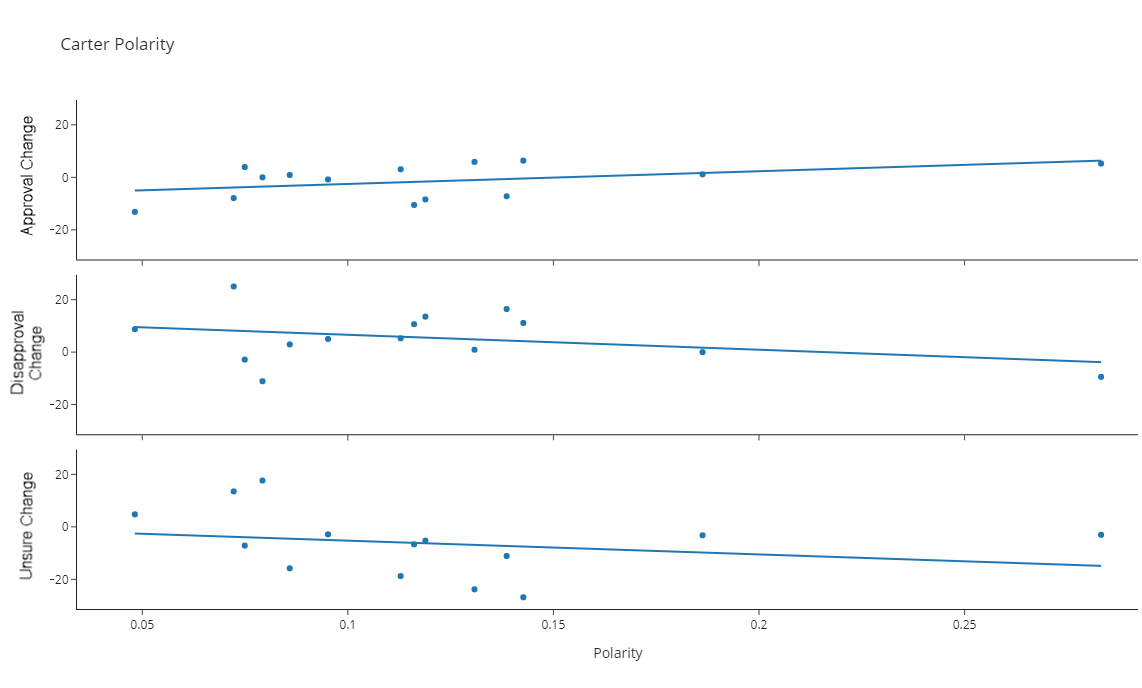 Carter Polarity
Approval Change
20
0
−20
Disapproval
Change
20
0
−20
Unsure Change
20
0
−20
0.05
0.1
0.15
0.2
0.25
Polarity